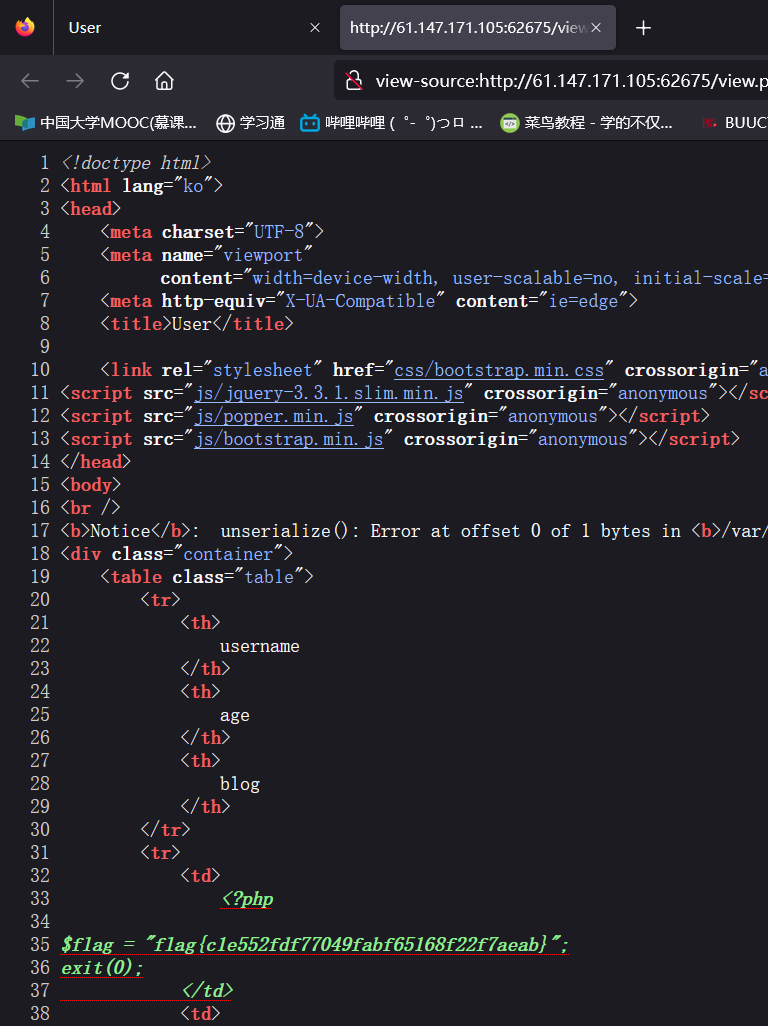 User
http://61.147.171.105:62675/view
view-source:http://61.147.171.105:62675/view.p
中国大学MOOC(慕课...
学习通
哔哩哔哩 ( ゜- ゜)つロ ...
菜鸟教程 - 学的不仅...
BUUC
1 <!doctype html>
2 <html lang="ko">
3 <head>
4 <meta charset="UTF-8">
5 <meta name="viewport"
6 content="width=device-width, user-scalable=no, initial-scale=
7 <meta http-equiv="X-UA-Compatible" content="ie=edge">
8 <title>User</title>
9
10 <link rel="stylesheet" href="css/bootstrap.min.css" crossorigin="a
11 <script src="js/jquery-3.3.1.slim.min.js" crossorigin="anonymous"></sc
12 <script src="js/popper.min.js" crossorigin="anonymous"></script>
13 <script src="js/bootstrap.min.js" crossorigin="anonymous"></script>
14 </head>
15 <body>
16 <br />
17 <b>Notice</b>:  unserialize(): Error at offset 0 of 1 bytes in <b>/var/
18 <div class="container">
19 <table class="table">
20 <tr>
21 <th>
22 username
23 </th>
24 <th>
25 age
26 </th>
27 <th>
28 blog
29 </th>
30 </tr>
31 <tr>
32 <td>
33 <?php
34
35 $flag = "flag{c1e552fdf77049fabf65168f22f7aeab}";
36 exit(0);
37 </td>
38 <td>